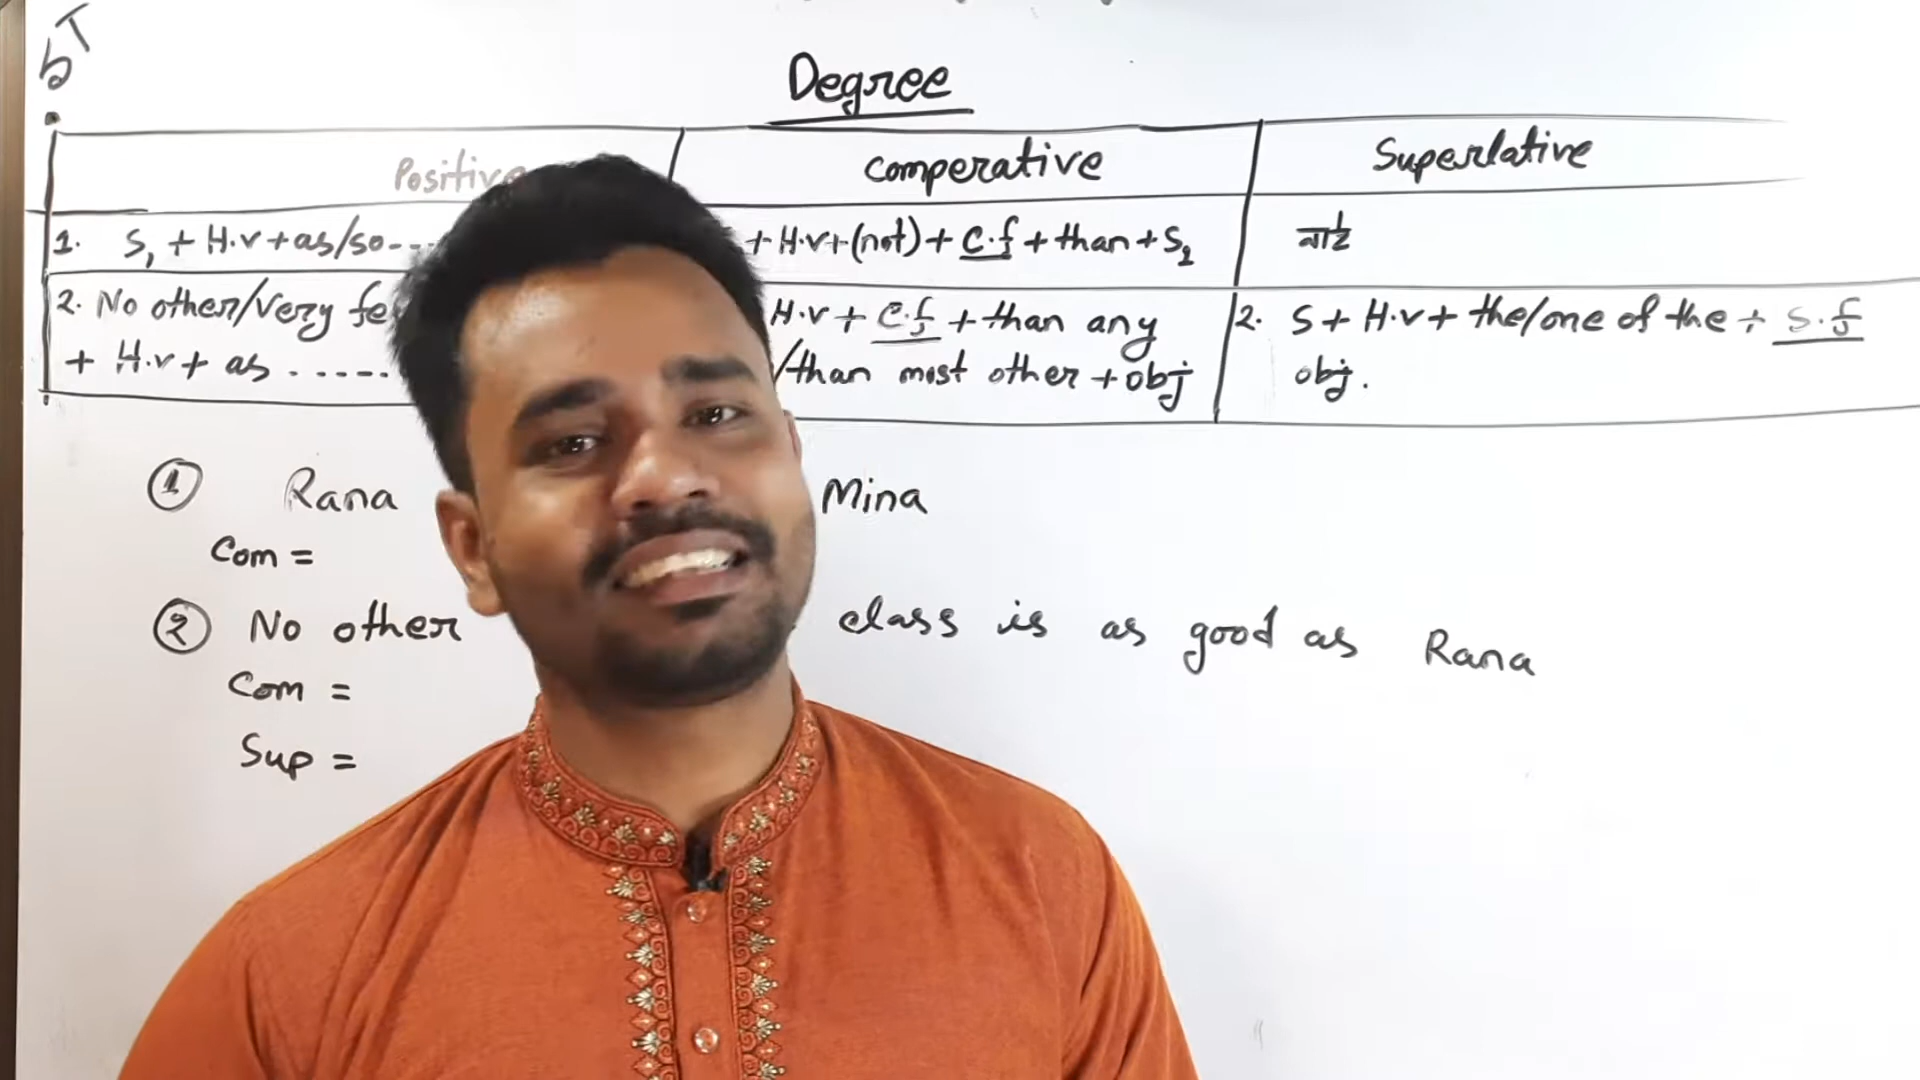 Degree
Positive comperative Superlative
1. S₁ + H.v + as/so---- + H.v + (not) + C.f + than + S₂ নাই
2. No other/very fe H.v + C.f + than any 2. S + H.v + the/one of the + S.f
+ H.v + as ...... /than most other + obj obj.
① Rana Mina
Com =
② No other class is as good as Rana
Com =
Sup =